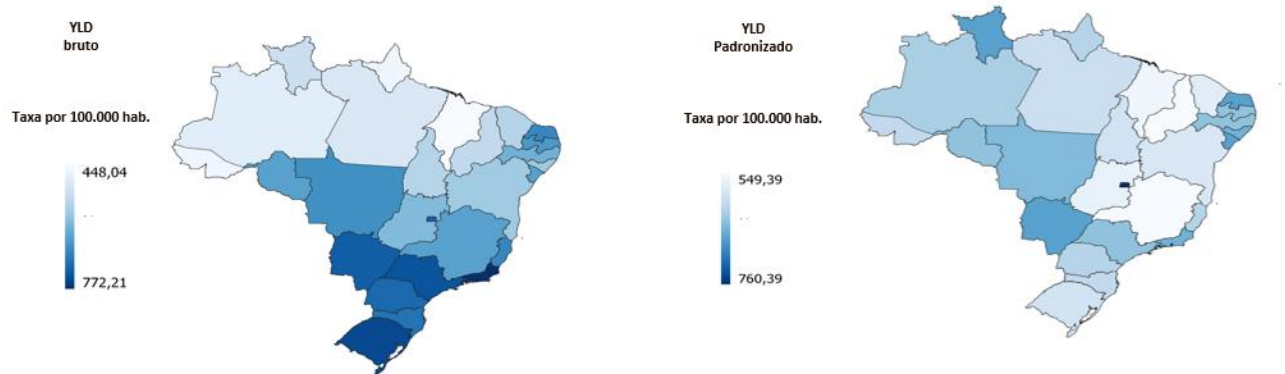 YLD
bruto
Taxa por 100.000 hab.
448,04
772,21
YLD
Padronizado
Taxa por 100.000 hab.
549,39
760,39